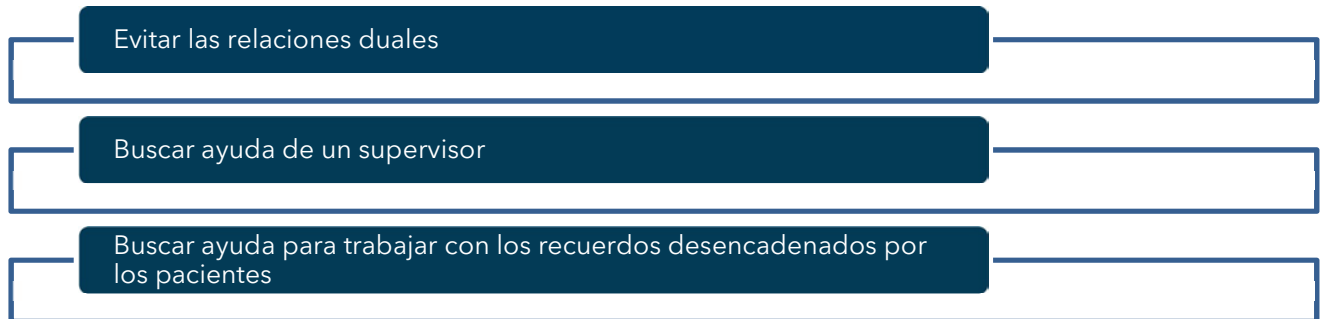 Evitar las relaciones duales
Buscar ayuda de un supervisor
Buscar ayuda para trabajar con los recuerdos desencadenados por
los pacientes